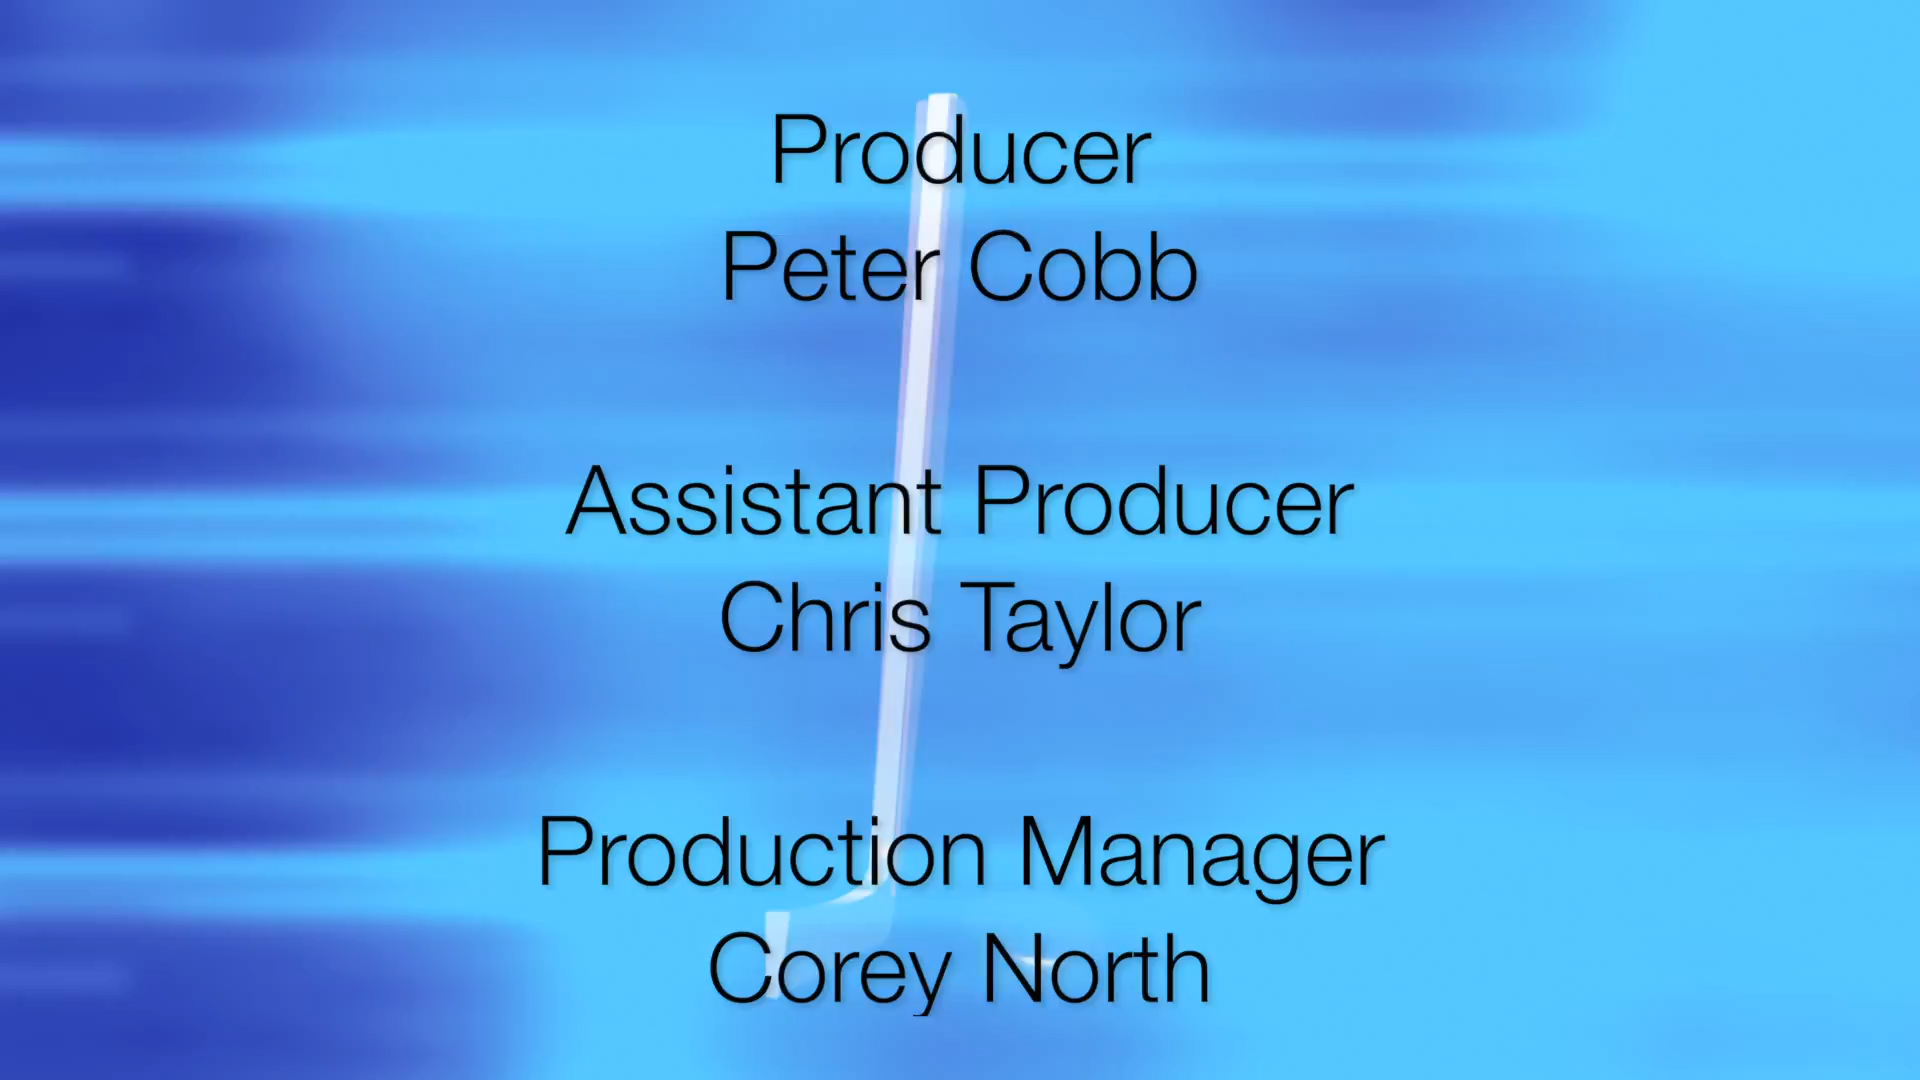 Producer
Peter Cobb
Assistant Producer
Chris Taylor
Production Manager
Corey North